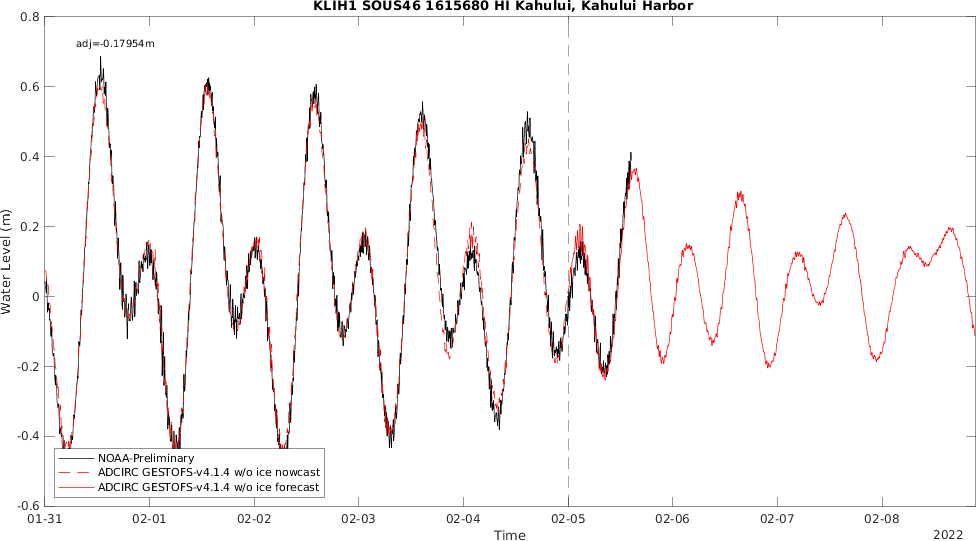 KLIH1 SOUS46 1615680 HI Kahului, Kahului Harbor
adj=-0.17954m
0.8
0.6
0.4
0.2
0
-0.2
-0.4
-0.6
Water Level (m)
NOAA-Preliminary
ADCIRC GESTOFS-v4.1.4 w/o ice nowcast
ADCIRC GESTOFS-v4.1.4 w/o ice forecast
01-31 02-01 02-02 02-03 02-04 02-05 02-06 02-07 02-08
Time
2022